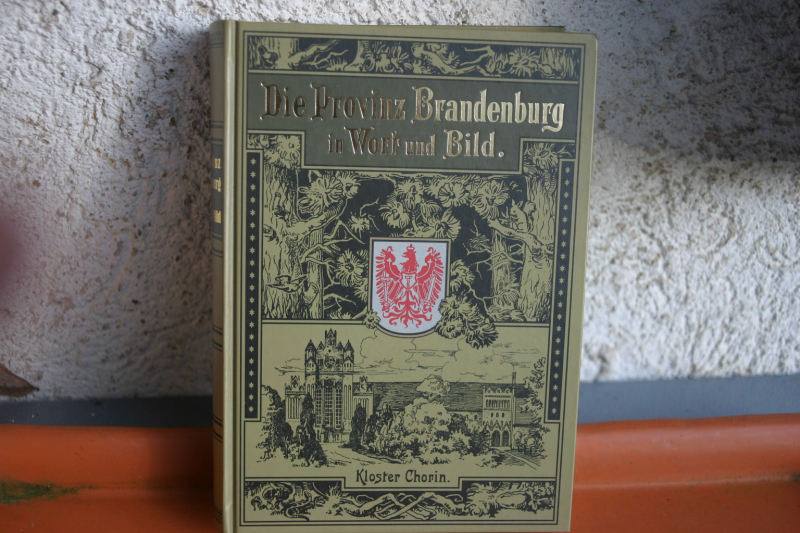 Die Provinz Brandenburg
in Wort und Bild.
Kloster Chorin.